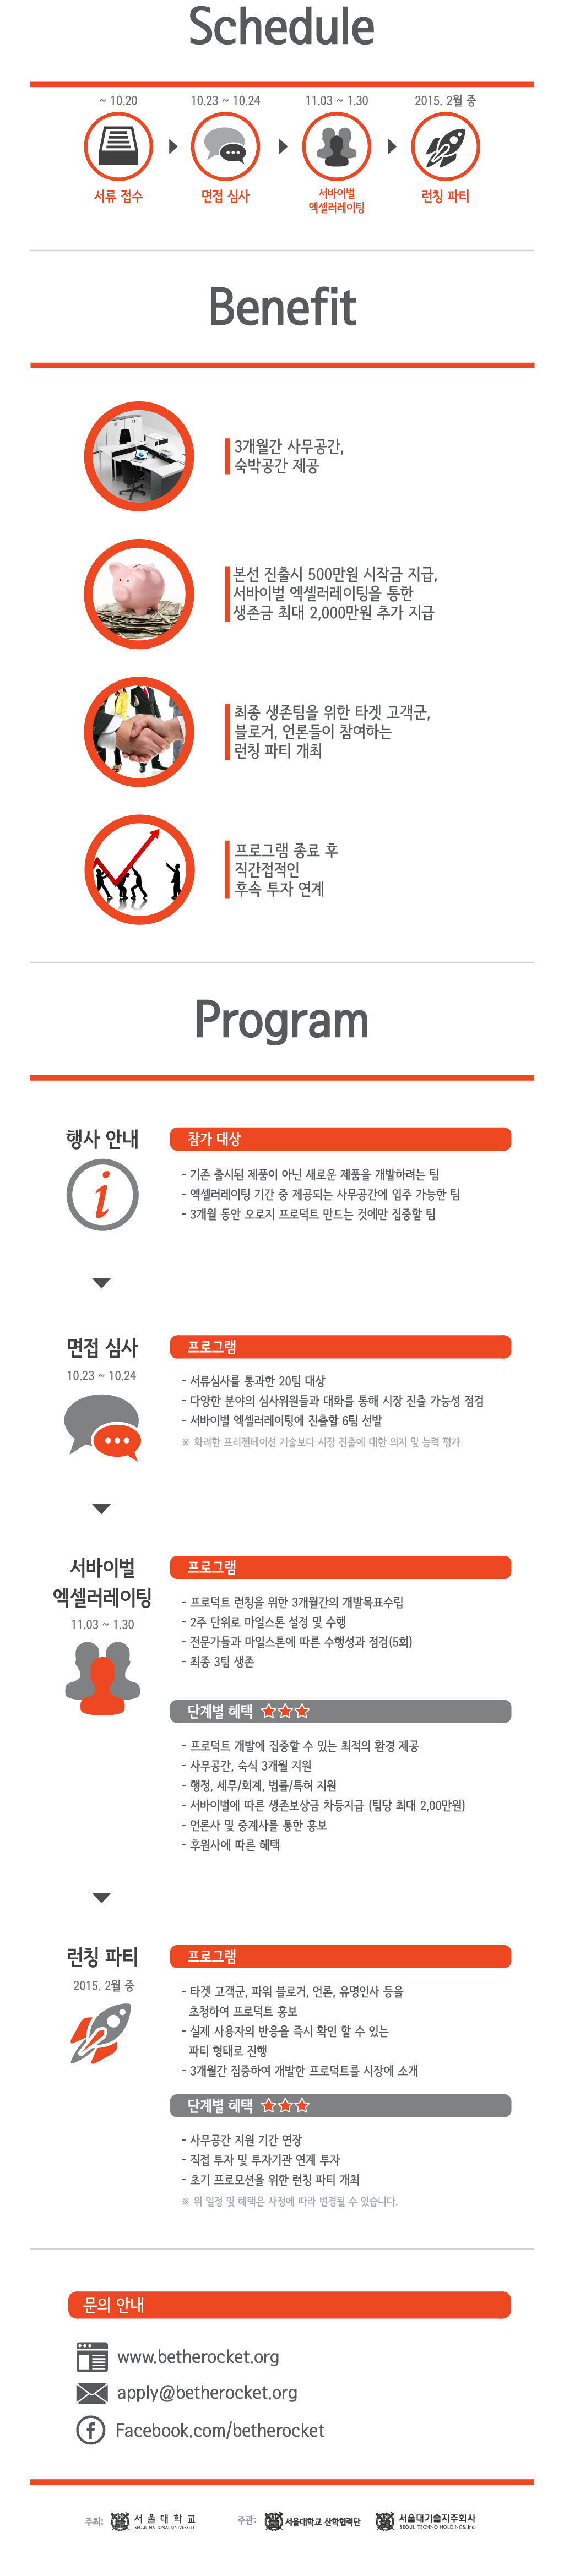 Schedule
~ 10.20
10.23 ~ 10.24
11.03 ~ 1.30
2015. 2월 중
서류 접수
면접 심사
서바이벌
엑셀러레이팅
런칭 파티
Benefit
3개월간 사무공간,
숙박공간 제공
본선 진출시 500만원 시작금 지급,
서바이벌 엑셀러레이팅을 통한
생존금 최대 2,000만원 추가 지급
최종 생존팀을 위한 타겟 고객군,
블로거, 언론들이 참여하는
런칭 파티 개최
프로그램 종료 후
직간접적인
후속 투자 연계
Program
행사 안내
참가 대상
- 기존 출시된 제품이 아닌 새로운 제품을 개발하려는 팀
- 엑셀러레이팅 기간 중 제공되는 사무공간에 입주 가능한 팀
- 3개월 동안 오로지 프로덕트 만드는 것에만 집중할 팀
면접 심사
10.23 ~ 10.24
프로그램
- 서류심사를 통과한 20팀 대상
- 다양한 분야의 심사위원들과 대화를 통해 시장 진출 가능성 점검
- 서바이벌 엑셀러레이팅에 진출할 6팀 선발
※ 화려한 프리젠테이션 기술보다 시장 진출에 대한 의지 및 능력 평가
서바이벌
엑셀러레이팅
11.03 ~ 1.30
프로그램
- 프로덕트 런칭을 위한 3개월간의 개발목표수립
- 2주 단위로 마일스톤 설정 및 수행
- 전문가들과 마일스톤에 따른 수행성과 점검(5회)
- 최종 3팀 생존
단계별 혜택
- 프로덕트 개발에 집중할 수 있는 최적의 환경 제공
- 사무공간, 숙식 3개월 지원
- 행정, 세무/회계, 법률/특허 지원
- 서바이벌에 따른 생존보상금 차등지급 (팀당 최대 2,00만원)
- 언론사 및 중계사를 통한 홍보
- 후원사에 따른 혜택
런칭 파티
2015. 2월 중
프로그램
- 타겟 고객군, 파워 블로거, 언론, 유명인사 등을
초청하여 프로덕트 홍보
- 실제 사용자의 반응을 즉시 확인 할 수 있는
파티 형태로 진행
- 3개월간 집중하여 개발한 프로덕트를 시장에 소개
단계별 혜택
- 사무공간 지원 기간 연장
- 직접 투자 및 투자기관 연계 투자
- 초기 프로모션을 위한 런칭 파티 개최
※ 위 일정 및 혜택은 사정에 따라 변경될 수 있습니다.
문의 안내
www.betherocket.org
apply@betherocket.org
Facebook.com/betherocket
주최: 서울대학교
SEOUL NATIONAL UNIVERSITY
주관: 서울대학교 산학협력단
서울대기술지주회사
SEOUL TECHNO HOLDINGS, Inc.